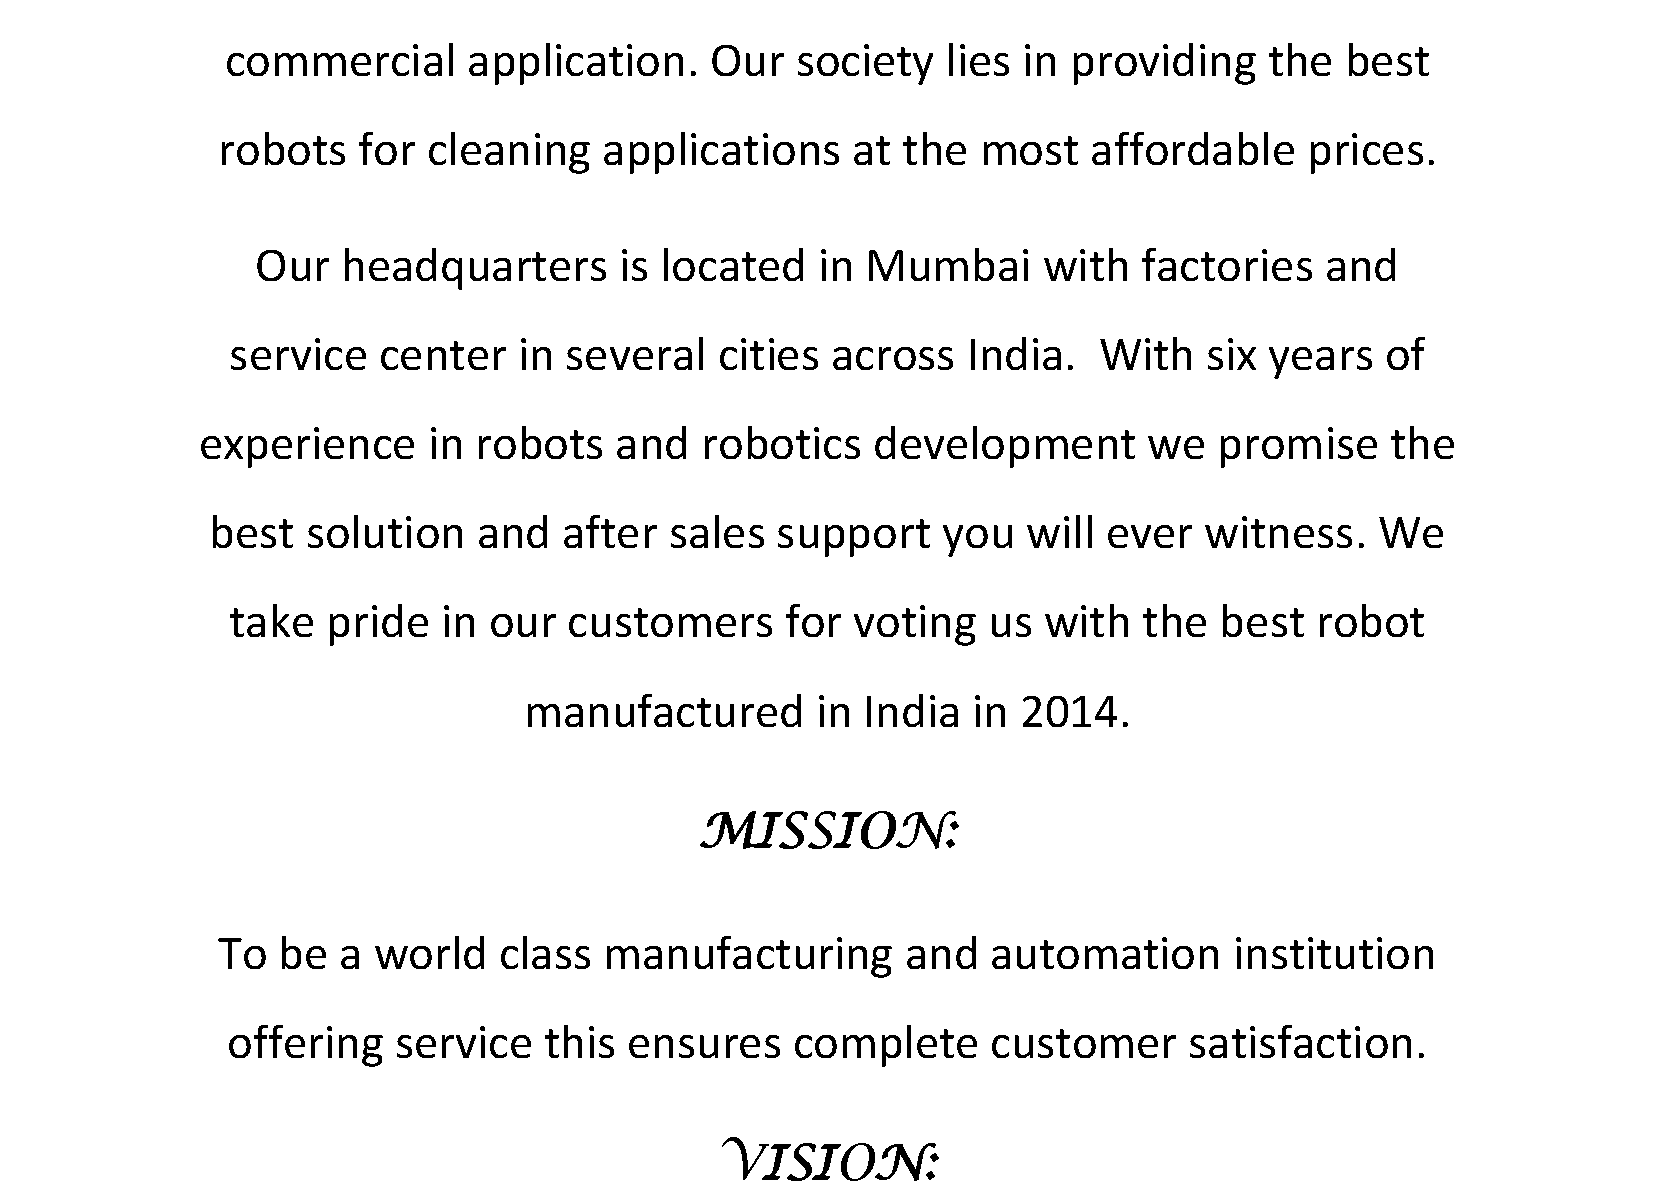 commercial application. Our society lies in providing the best
robots for cleaning applications at the most affordable prices.
Our headquarters is located in Mumbai with factories and
service center in several cities across India.  With six years of
experience in robots and robotics development we promise the
best solution and after sales support you will ever witness. We
take pride in our customers for voting us with the best robot
manufactured in India in 2014.
MISSION:
To be a world class manufacturing and automation institution
offering service this ensures complete customer satisfaction.
VISION: